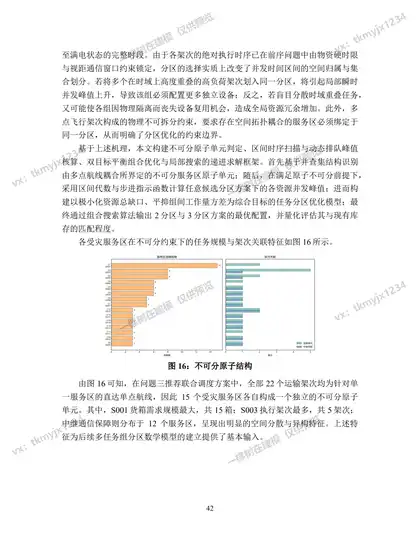 至满电状态的完整时段。由于各架次的绝对执行时序已在前序问题中由物资硬时限
与视距通信窗口约束锁定，分区的选择实质上改变了并发时间区间的空间归属与集
合划分。若将多个在时域上高度重叠的高负荷架次划入同一分区，将引起局部瞬时
并发峰值上升，导致该组必须配置更多独立设备；反之，若盲目分散时域重叠任务，
又可能使各组因物理隔离而丧失设备复用机会，造成全局资源冗余增加。此外，多
点飞行架次构成的物理不可拆分约束，要求存在空间拓扑耦合的服务区必须绑定于
同一分区，从而明确了分区优化的约束边界。
基于上述机理，本文构建不可分原子单元判定、区间时序扫描与动态排队峰值
核算、双目标平衡组合优化与局部搜索的递进求解框架。首先基于并查集结构识别
由多点航线耦合所界定的不可分服务区原子单元；随后，在满足原子不可分前提下，
采用区间代数与步进指示函数计算任意候选分区方案下的各资源并发峰值；进而构
建以极小化资源总缺口、平抑组间工作量方差为综合目标的任务分区优化模型；最
终通过组合搜索算法输出 2 分区与 3 分区方案的最优配置，并量化评估其与现有库
存的匹配程度。
各受灾服务区在不可分约束下的任务规模与架次关联特征如图 16 所示。
图 16：不可分原子结构
由图 16 可知，在问题三推荐联合调度方案中，全部 22 个运输架次均为针对单
一服务区的直达单点航线，因此 15 个受灾服务区各自构成一个独立的不可分原子
单元。其中，S001 货箱需求规模最大，共 15 箱；S003 执行架次最多，共 5 架次；
中继通信保障则分布于 12 个服务区，呈现出明显的空间分散与异构特征。上述特
征为后续多任务组分区数学模型的建立提供了基本输入。
42
vx：tkmyjx1234
一棵树在建模 仅供预览